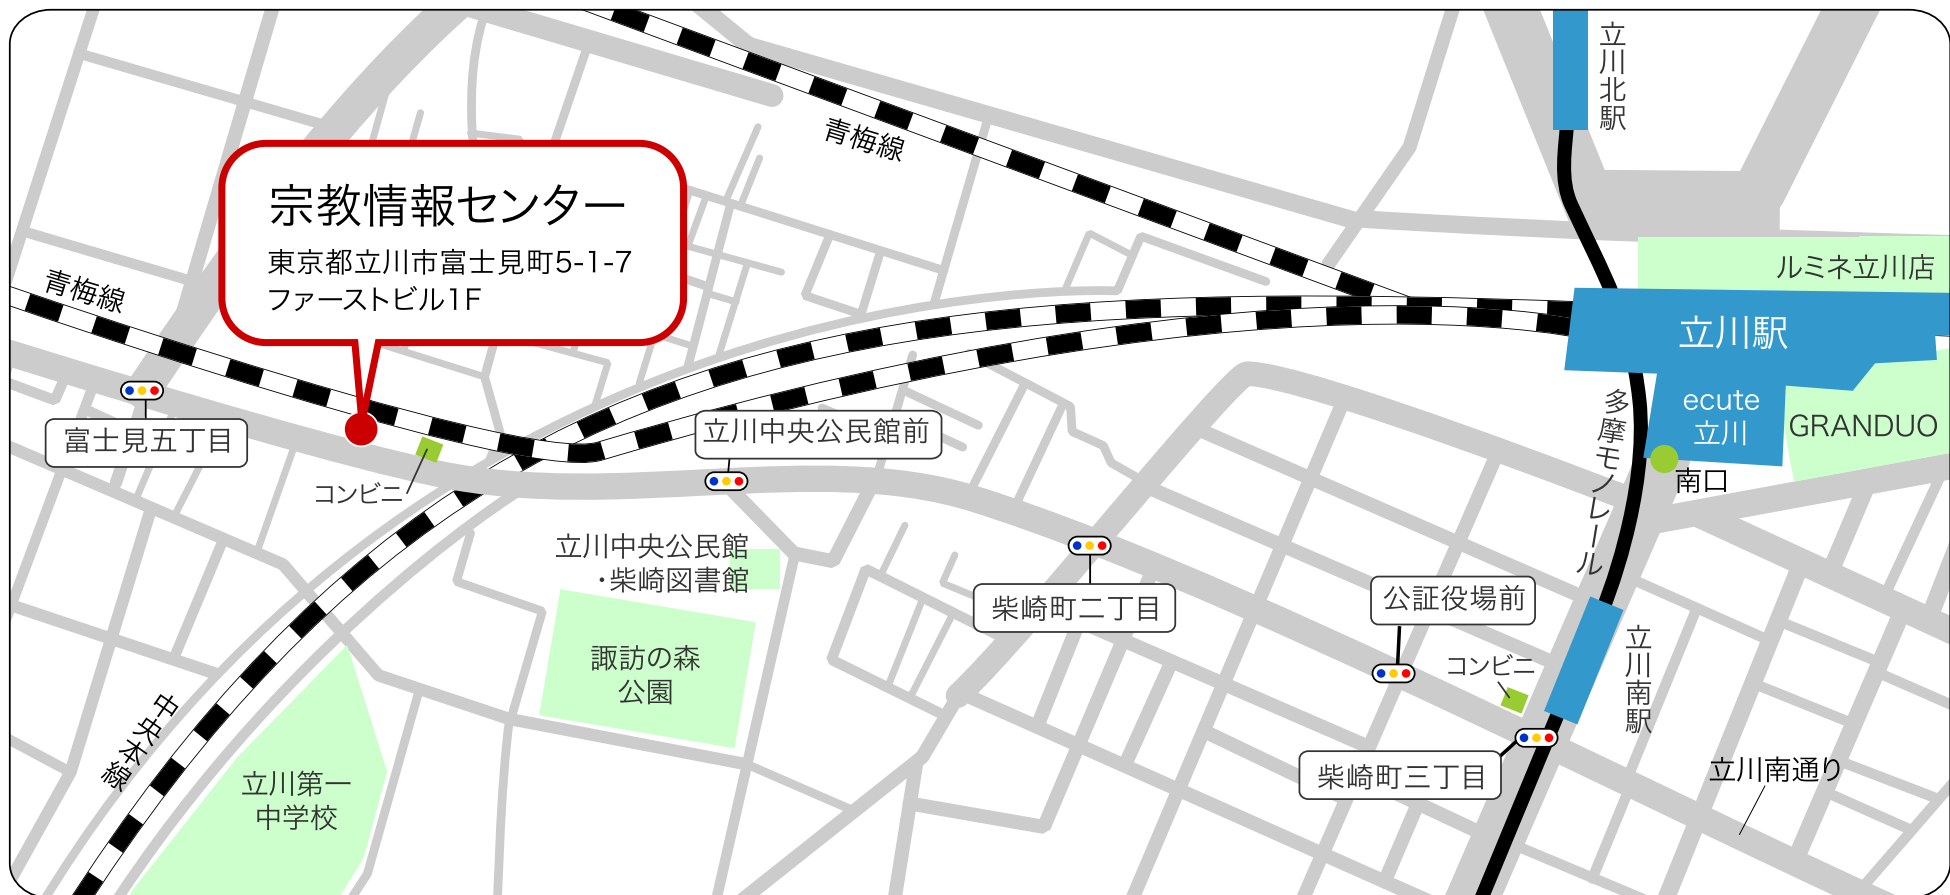 立川北駅
青梅線
宗教情報センター
東京都立川市富士見町5-1-7
ファーストビル1F
ルミネ立川店
青梅線
立川駅
ecute
立川
GRANDUO
多摩モノレール
南口
富士見五丁目
立川中央公民館前
コンビニ
立川中央公民館
・柴崎図書館
柴崎町二丁目
公証役場前
諏訪の森
公園
コンビニ
立川南駅
中央本線
柴崎町三丁目
立川南通り
立川第一
中学校